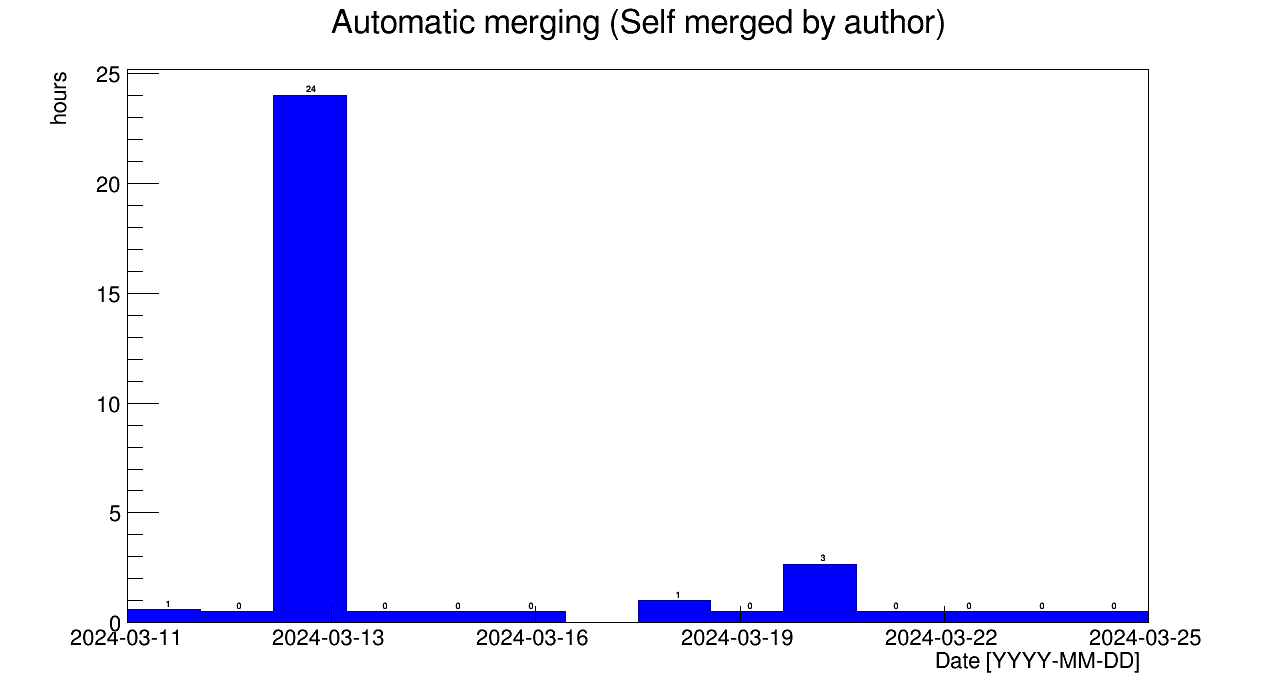 Automatic merging (Self merged by author)
hours
25
20
15
10
5
0
1 0 24 0 0 0 1 0 3 0 0 0 0
2024-03-11 2024-03-13 2024-03-16 2024-03-19 2024-03-22 2024-03-25
Date [YYYY-MM-DD]